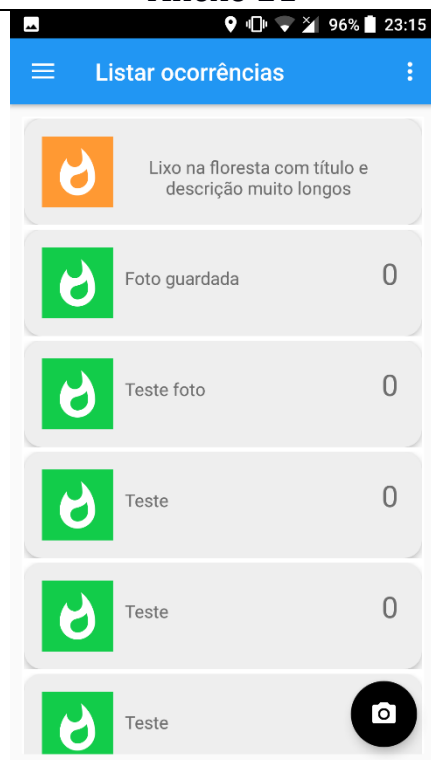 96% 23:15
Listar ocorrências
Lixo na floresta com título e
descrição muito longos
Foto guardada 0
Teste foto 0
Teste 0
Teste 0
Teste